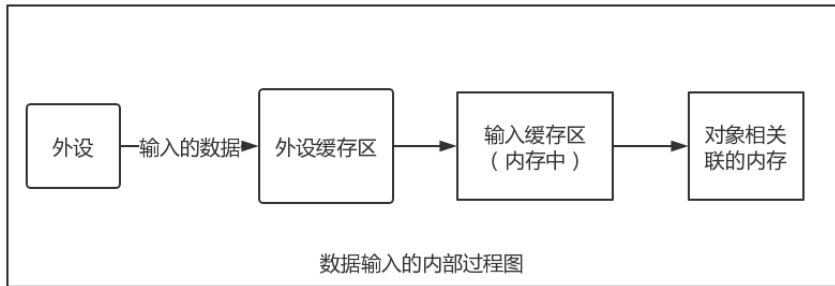 外设
输入的数据
外设缓存区
输入缓存区
（内存中）
对象相关
联的内存
数据输入的内部过程图